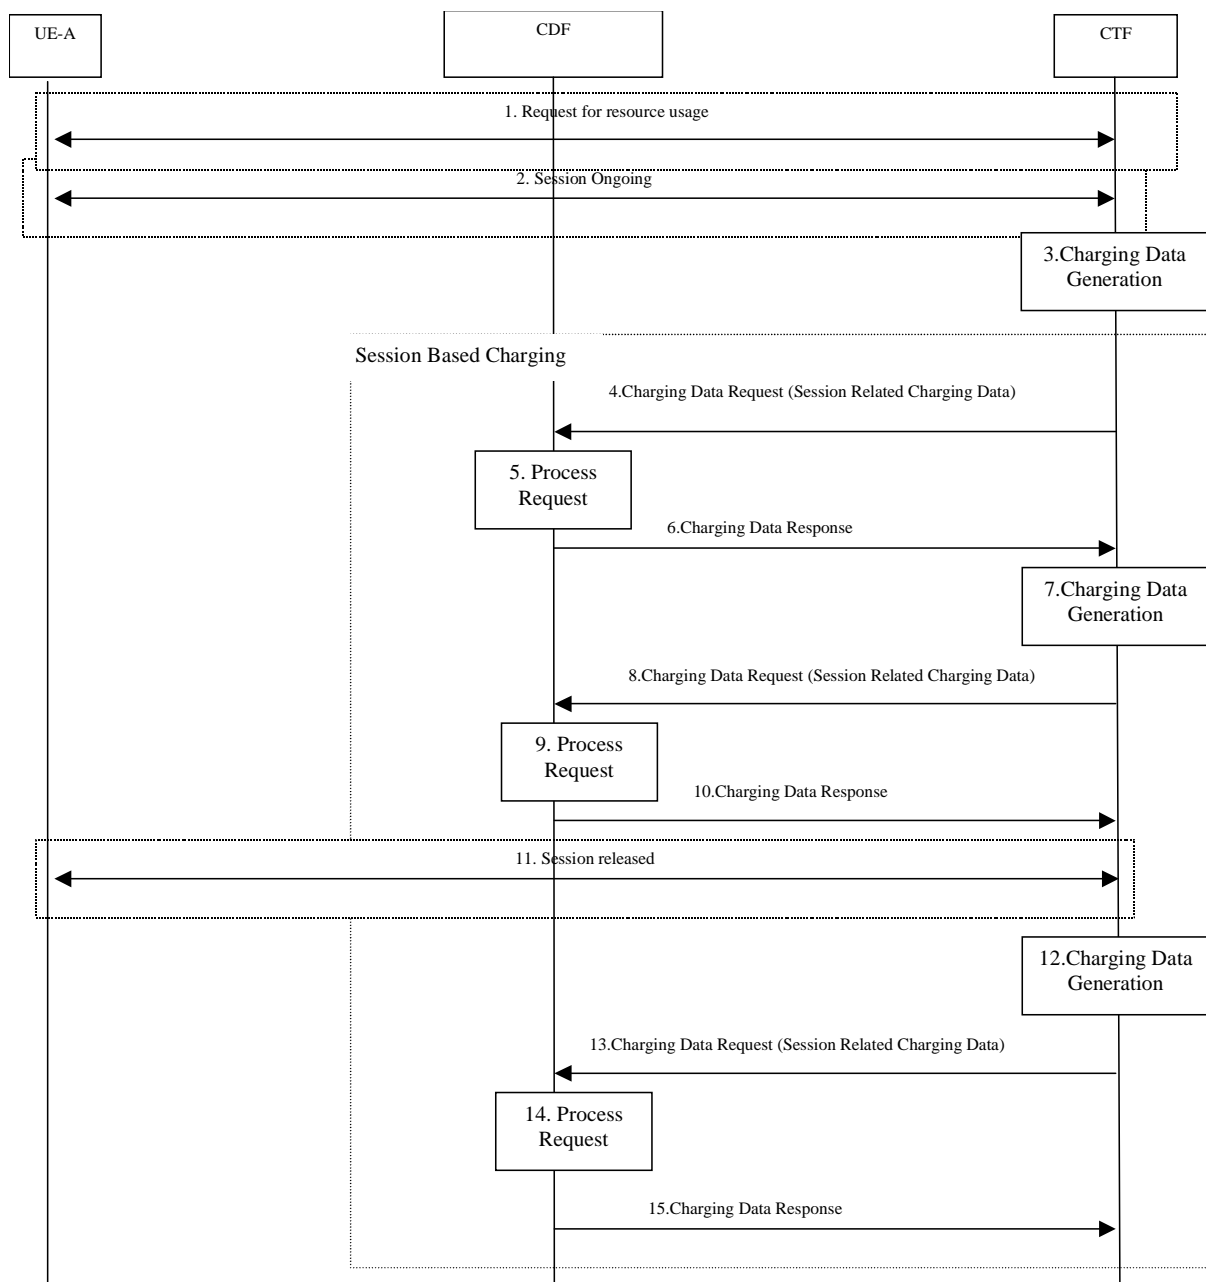 UE-A
CDF
CTF
1. Request for resource usage
2. Session Ongoing
3.Charging Data
Generation
Session Based Charging
4.Charging Data Request (Session Related Charging Data)
5. Process
Request
6.Charging Data Response
7.Charging Data
Generation
8.Charging Data Request (Session Related Charging Data)
9. Process
Request
10.Charging Data Response
11. Session released
12.Charging Data
Generation
13.Charging Data Request (Session Related Charging Data)
14. Process
Request
15.Charging Data Response